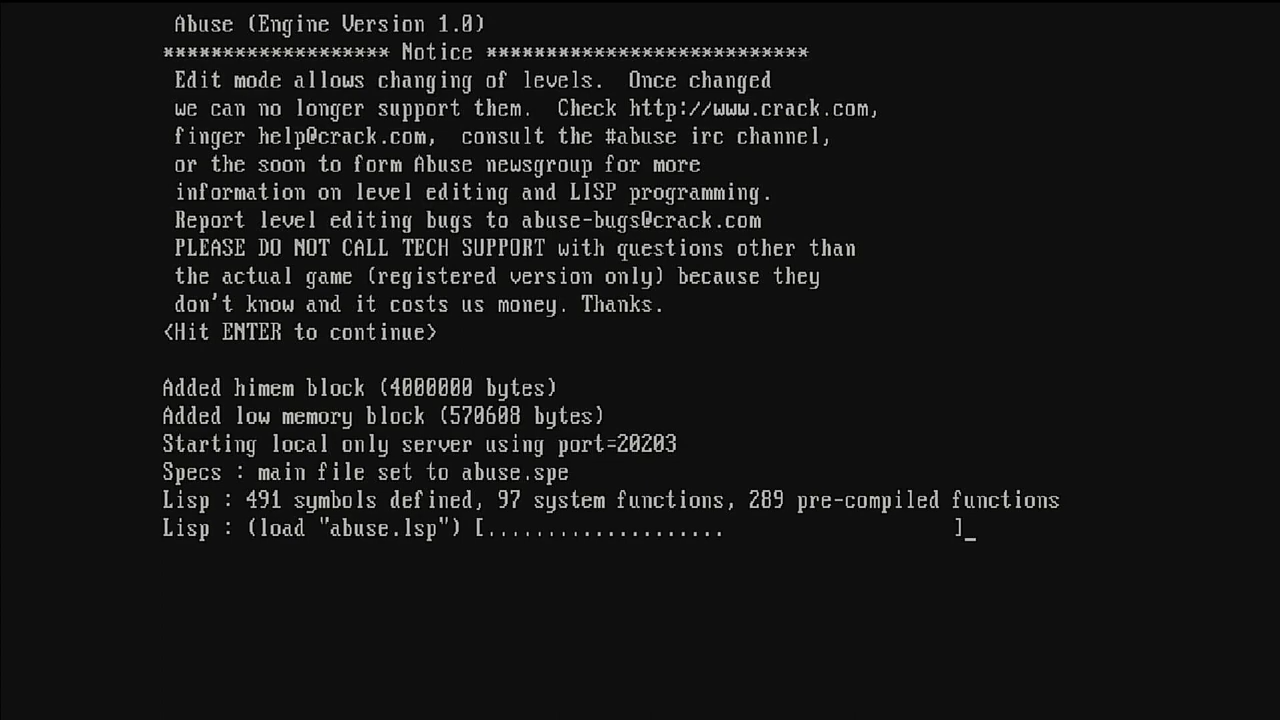 Abuse (Engine Version 1.0)
******************* Notice ***************************
Edit mode allows changing of levels.  Once changed
we can no longer support them.  Check http://www.crack.com,
finger help@crack.com,  consult the #abuse irc channel,
or the soon to form Abuse newsgroup for more
information on level editing and LISP programming.
Report level editing bugs to abuse-bugs@crack.com
PLEASE DO NOT CALL TECH SUPPORT with questions other than
the actual game (registered version only) because they
don't know and it costs us money. Thanks.
<Hit ENTER to continue>
Added himem block (4000000 bytes)
Added low memory block (570608 bytes)
Starting local only server using port=20203
Specs : main file set to abuse.spe
Lisp : 491 symbols defined, 97 system functions, 289 pre-compiled functions
Lisp : (load "abuse.lsp") [....................                   ]_